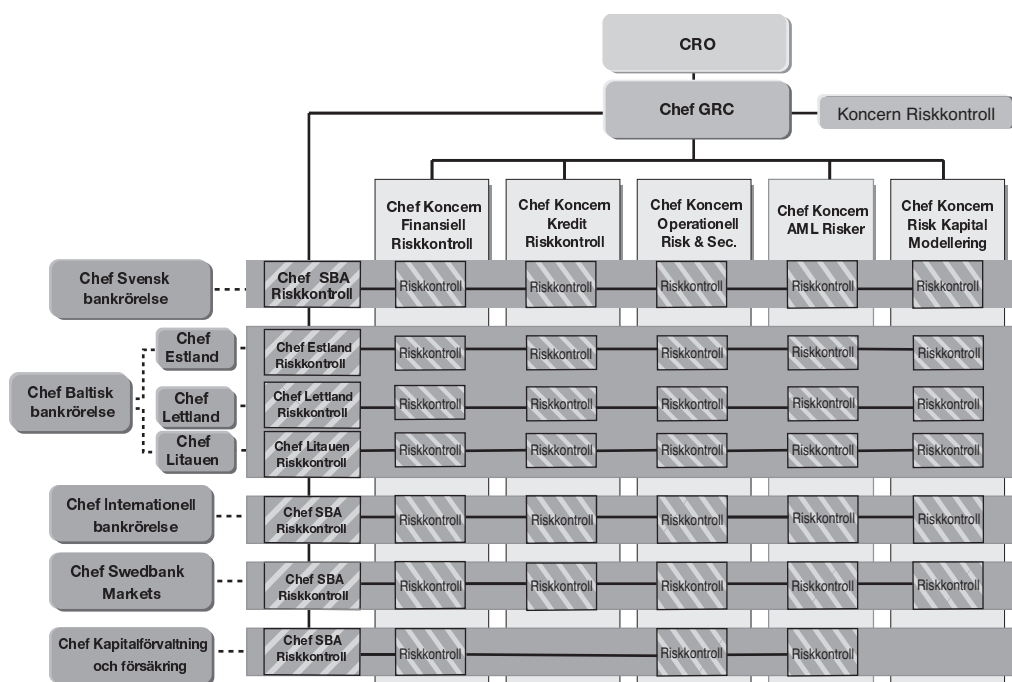 CRO
Chef GRC
Koncern Riskkontroll
Chef Koncern
Finansiell
Riskkontroll
Chef Koncern
Kredit
Riskkontroll
Chef Koncern
Operationell
Risk & Sec.
Chef Koncern
AML Risker
Chef Koncern
Risk Kapital
Modellering
Chef Svensk
bankrörelse
Chef SBA
Riskkontroll
Riskkontroll
Riskkontroll
Riskkontroll
Riskkontroll
Riskkontroll
Chef Baltisk
bankrörelse
Chef
Estland
Chef Estland
Riskkontroll
Riskkontroll
Riskkontroll
Riskkontroll
Riskkontroll
Riskkontroll
Chef
Lettland
Chef Lettland
Riskkontroll
Riskkontroll
Riskkontroll
Riskkontroll
Riskkontroll
Riskkontroll
Chef
Litauen
Chef Litauen
Riskkontroll
Riskkontroll
Riskkontroll
Riskkontroll
Riskkontroll
Riskkontroll
Chef Internationell
bankrörelse
Chef SBA
Riskkontroll
Riskkontroll
Riskkontroll
Riskkontroll
Riskkontroll
Riskkontroll
Chef Swedbank
Markets
Chef SBA
Riskkontroll
Riskkontroll
Riskkontroll
Riskkontroll
Riskkontroll
Riskkontroll
Chef Kapitalförvaltning
och försäkring
Chef SBA
Riskkontroll
Riskkontroll
Riskkontroll
Riskkontroll